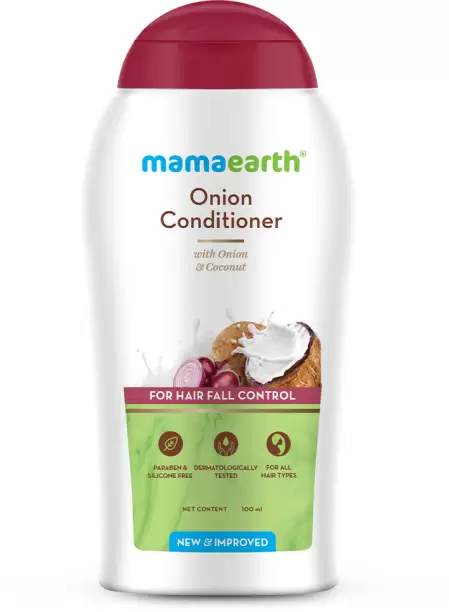 mamaearth®
Onion
Conditioner
with Onion
& Coconut
FOR HAIR FALL CONTROL
PARABEN &
SILICONE FREE
DERMATOLOGICALLY
TESTED
FOR ALL
HAIR TYPES
NET CONTENT 100 ml
NEW & IMPROVED